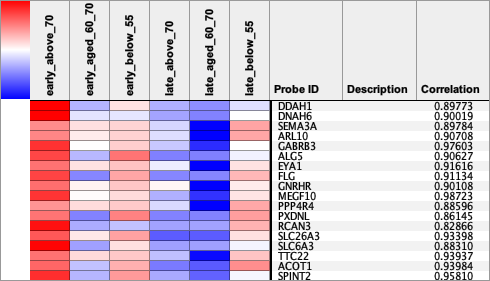 early_above_70
early_aged_60_70
early_below_55
late_above_70
late_aged_60_70
late_below_55
Probe ID Description Correlation
DDAH1 0.89773
DNAH6 0.90019
SEMA3A 0.89784
ARL10 0.90708
GABRB3 0.97603
ALG5 0.90627
EYA1 0.91616
FLG 0.91134
GNRHR 0.90108
MEGF10 0.98723
PPP4R4 0.88596
PXDNL 0.86145
RCAN3 0.82866
SLC26A3 0.93398
SLC6A3 0.88310
TTC22 0.93937
ACOT1 0.93984
SPINT2 0.95810